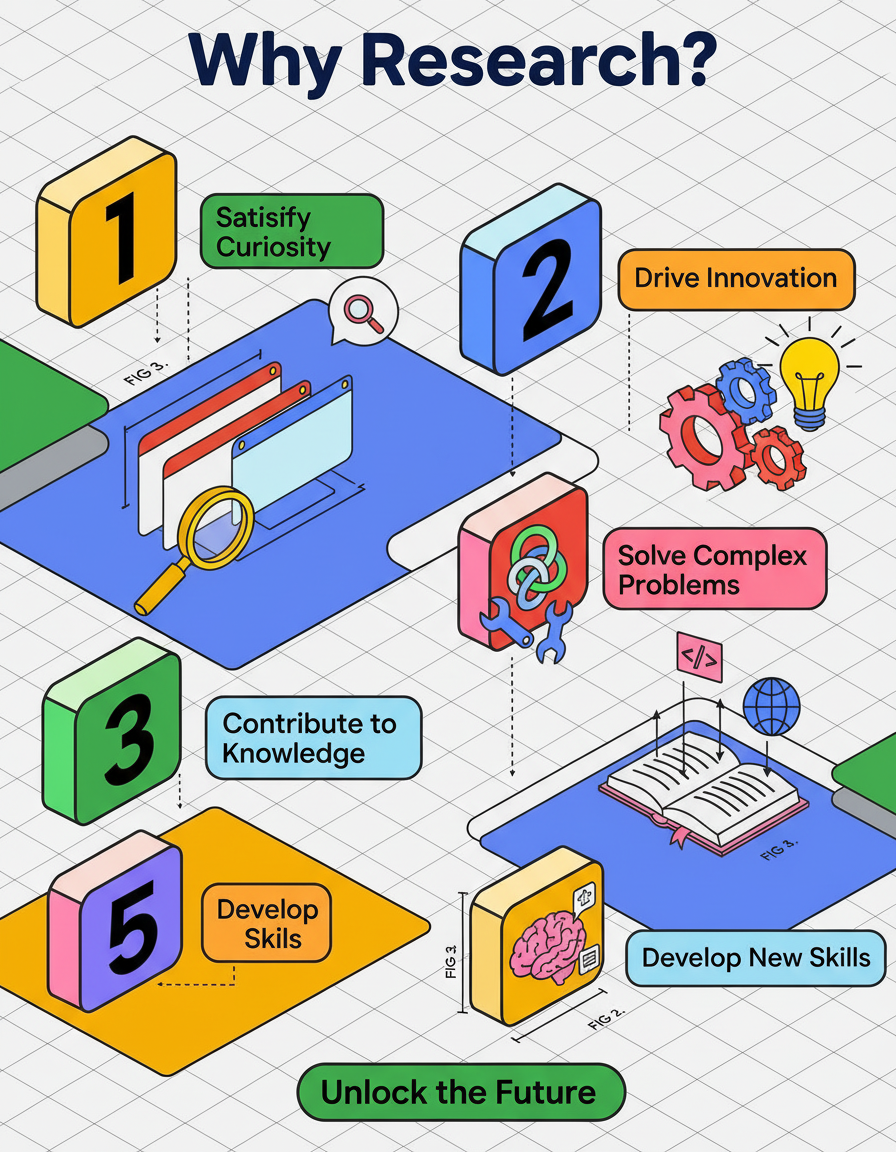 Why Research?
1
Satisify
Curiosity
2
Drive Innovation
FIG 3.
Solve Complex
Problems
</>
3
Contribute to
Knowledge
FIG 3.
5
Develop
Skils
FIG 3
Develop New Skills
FIG 2.
Unlock the Future